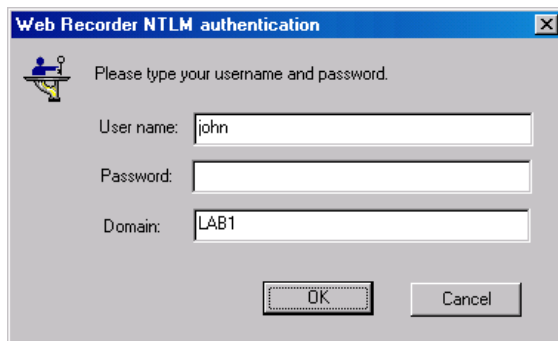 Web Recorder NTLM authentication
Please type your username and password.
User name: john
Password:
Domain: LAB1
OK Cancel